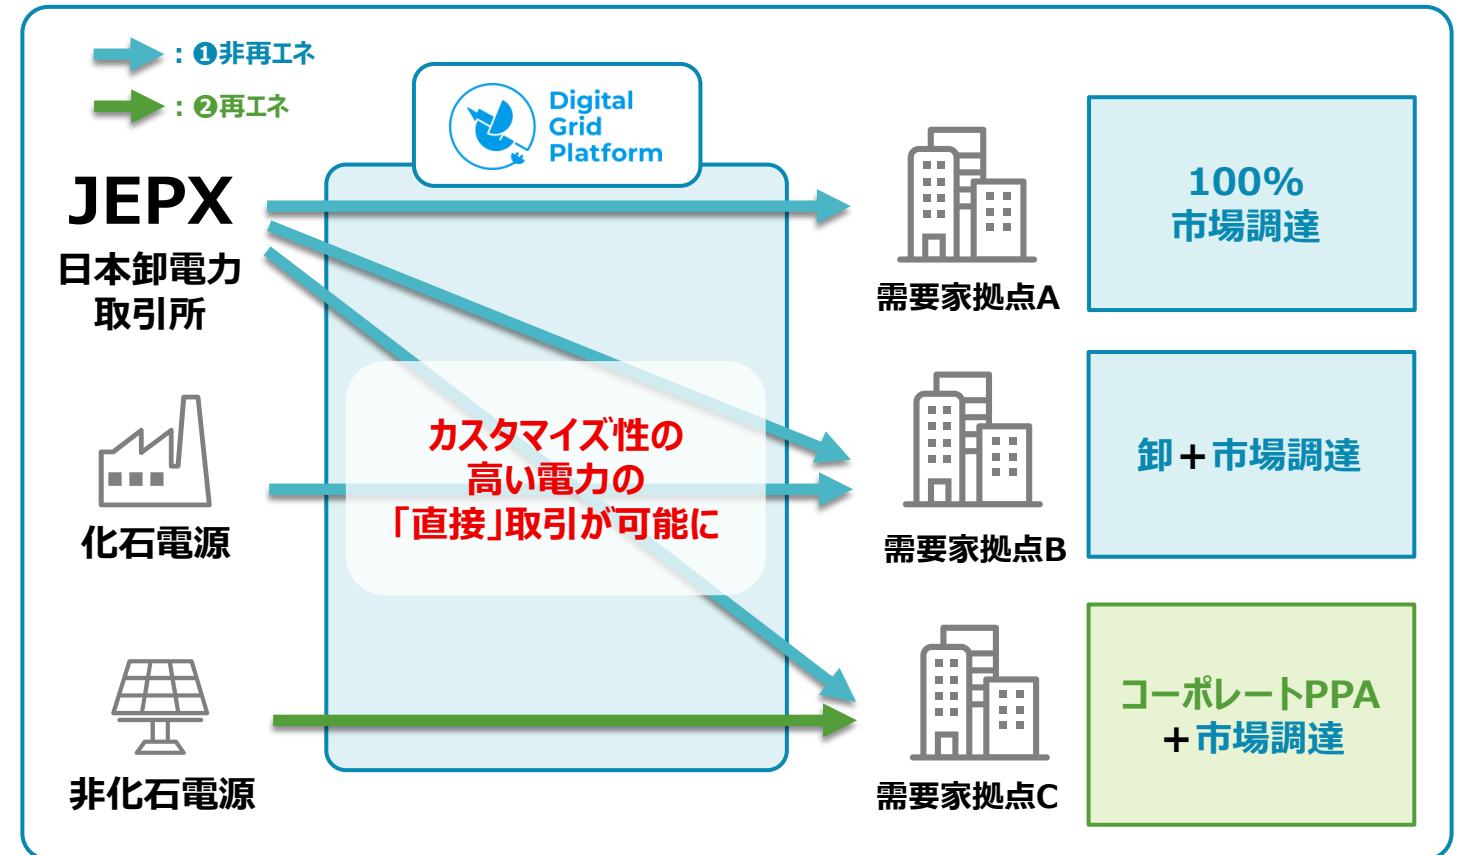 ：❶非再エネ
：❷再エネ
Digital
Grid
Platform
JEPX
日本卸電力
取引所
化石電源
非化石電源
カスタマイズ性の
高い電力の
「直接」取引が可能に
需要家拠点A
100%
市場調達
需要家拠点B
卸＋市場調達
需要家拠点C
コーポレートPPA
＋市場調達